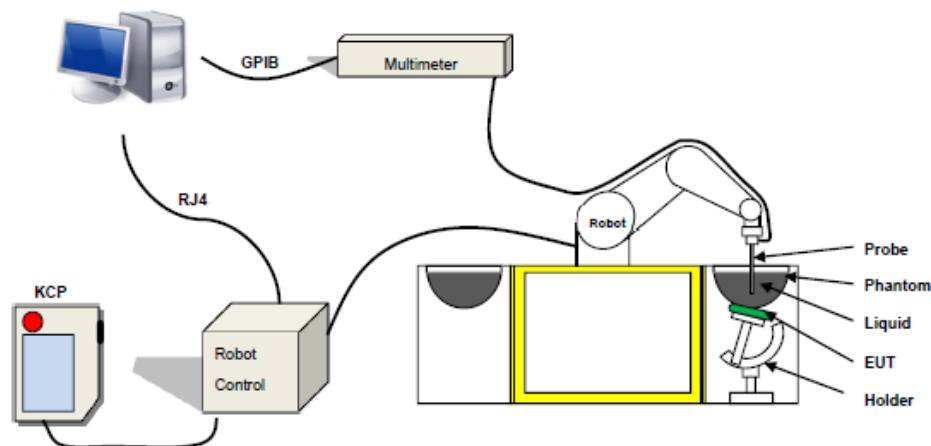 GPIB
Multimeter
RJ4
Robot
Probe
Phantom
Liquid
EUT
Holder
KCP
Robot
Control